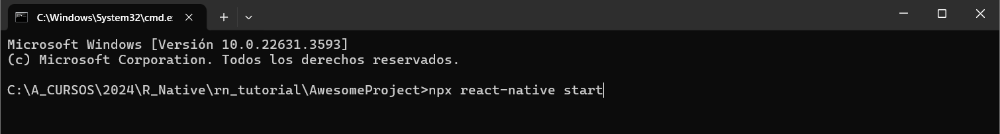 C:\Windows\System32\cmd.e
Microsoft Windows [Versión 10.0.22631.3593]
(c) Microsoft Corporation. Todos los derechos reservados.
C:\A_CURSOS\2024\R_Native\rn_tutorial\AwesomeProject>npx react-native start